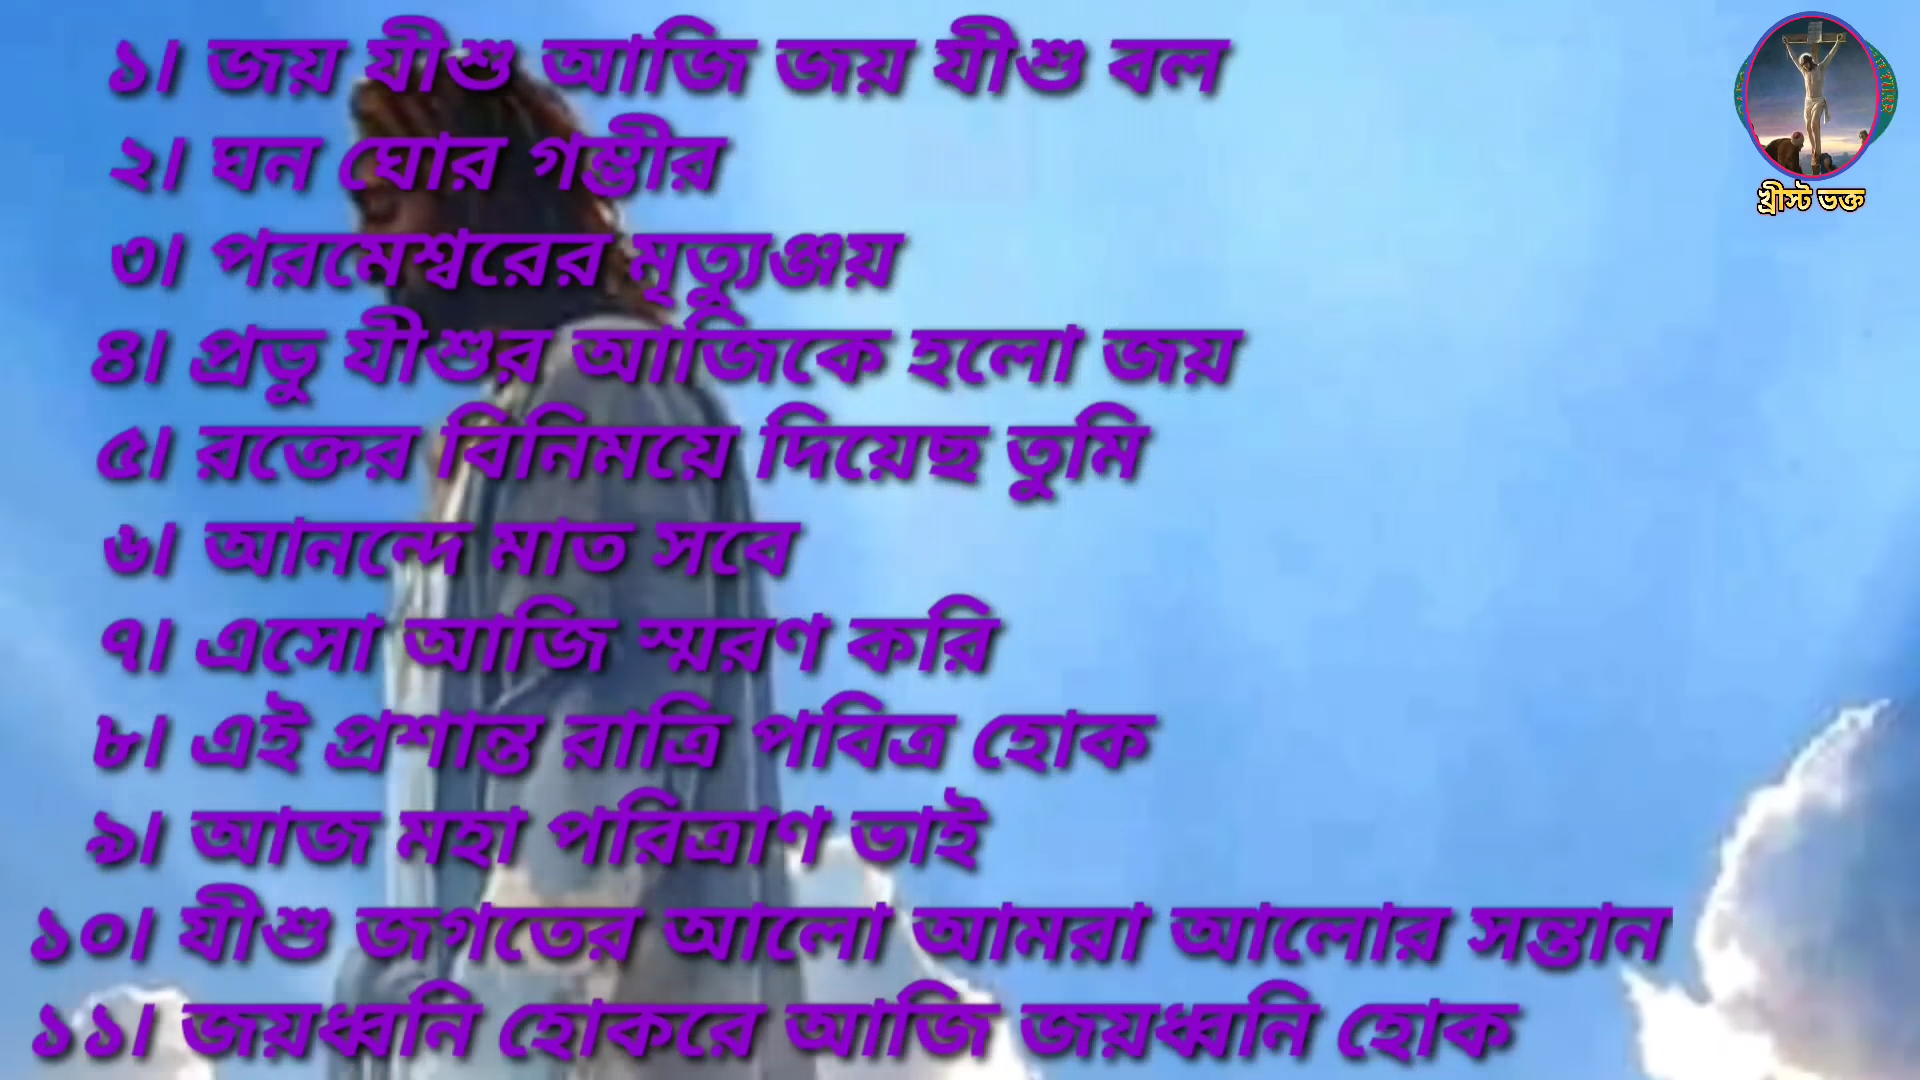 ১। জয় যীশু আজি জয় যীশু বল
২। ঘন ঘোর গম্ভীর
৩। পরমেশ্বরের মৃত্যুঞ্জয়
৪। প্রভু যীশুর আজিকে হলো জয়
৫। রক্তের বিনিময়ে দিয়েছ তুমি
৬। আনন্দে মাত সবে
৭। এসো আজি স্মরণ করি
৮। এই প্রশান্ত রাত্রি পবিত্র হোক
৯। আজ মহা পরিত্রাণ ভাই
১০। যীশু জগতের আলো আমরা আলোর সন্তান
১১। জয়ধ্বনি হোকরে আজি জয়ধ্বনি হোক
খ্রীস্ট ভক্ত